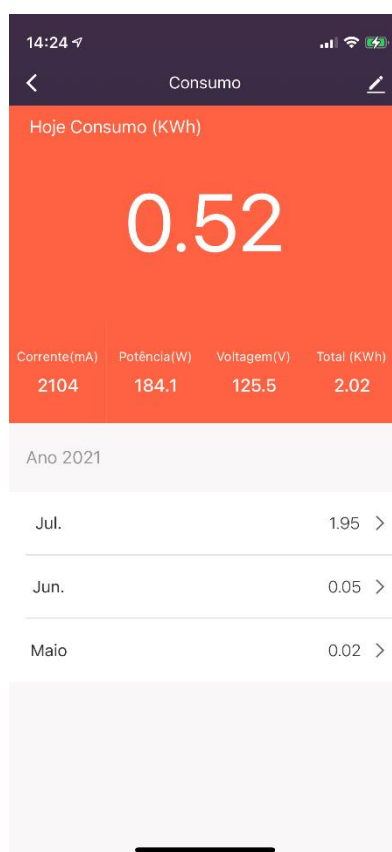 14:24
Consumo
Hoje Consumo (KWh)
0.52
Corrente(mA) Potência(W) Voltagem(V) Total (KWh)
2104 184.1 125.5 2.02
Ano 2021
Jul. 1.95
Jun. 0.05
Maio 0.02